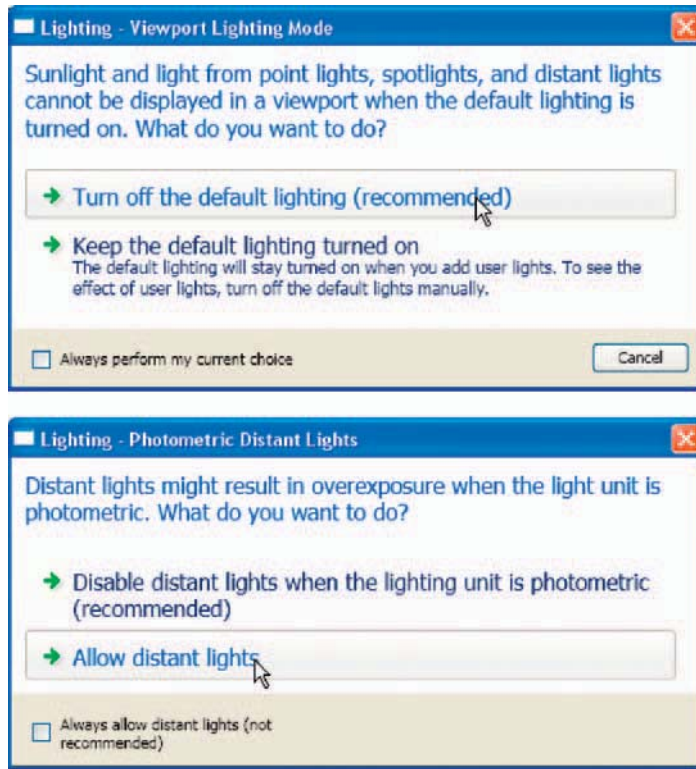 Lighting - Viewport Lighting Mode
Sunlight and light from point lights, spotlights, and distant lights
cannot be displayed in a viewport when the default lighting is
turned on. What do you want to do?
Turn off the default lighting (recommended)
Keep the default lighting turned on
The default lighting will stay turned on when you add user lights. To see the
effect of user lights, turn off the default lights manually.
Always perform my current choice
Cancel
Lighting - Photometric Distant Lights
Distant lights might result in overexposure when the light unit is
photometric. What do you want to do?
Disable distant lights when the lighting unit is photometric
(recommended)
Allow distant lights
Always allow distant lights (not
recommended)